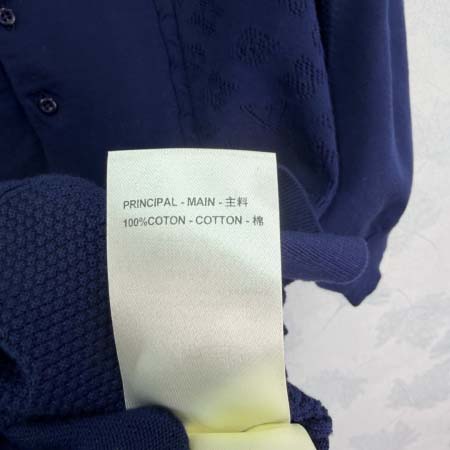 PRINCIPAL - MAIN - 主料
100%COTON - COTTON - 棉